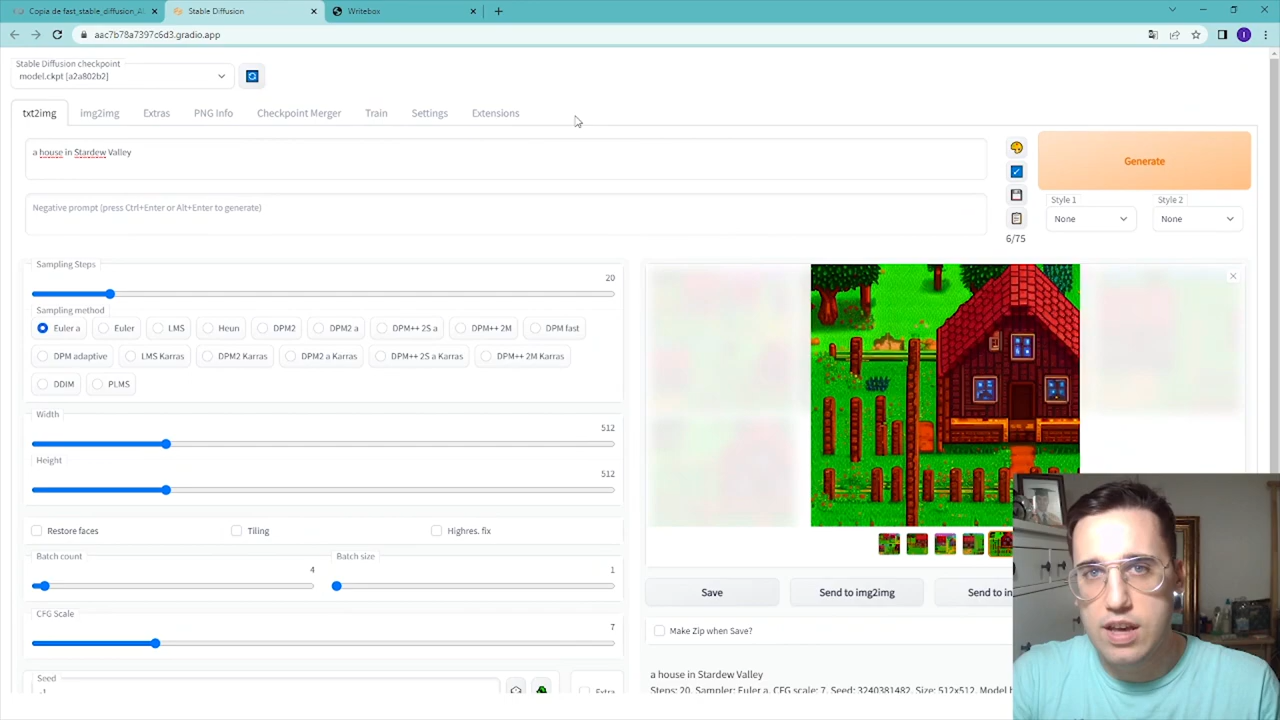 Copia de fast_stable_diffusion_AU
Stable Diffusion
Writebox
aac7b78a7397c6d3.gradio.app
Stable Diffusion checkpoint
model.ckpt [a2a802b2]
txt2img
img2img
Extras
PNG Info
Checkpoint Merger
Train
Settings
Extensions
a house in Stardew Valley
Generate
Negative prompt (press Ctrl+Enter or Alt+Enter to generate)
Style 1
Style 2
None
None
6/75
Sampling Steps
20
Sampling method
Euler a
Euler
LMS
Heun
DPM2
DPM2 a
DPM++ 2S a
DPM++ 2M
DPM fast
DPM adaptive
LMS Karras
DPM2 Karras
DPM2 a Karras
DPM++ 2S a Karras
DPM++ 2M Karras
DDIM
PLMS
Width
512
Height
512
Restore faces
Tiling
Highres. fix
Batch count
4
Batch size
1
CFG Scale
7
Seed
-1
Extra
Save
Send to img2img
Send to in
Make Zip when Save?
a house in Stardew Valley
Steps: 20, Sampler: Euler a, CFG scale: 7, Seed: 3240381482, Size: 512x512, Model h